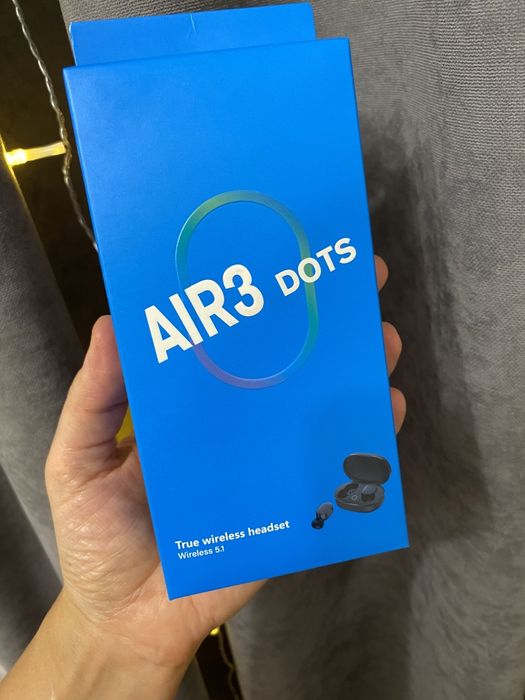 AIR3 DOTS
True wireless headset
Wireless 5.1